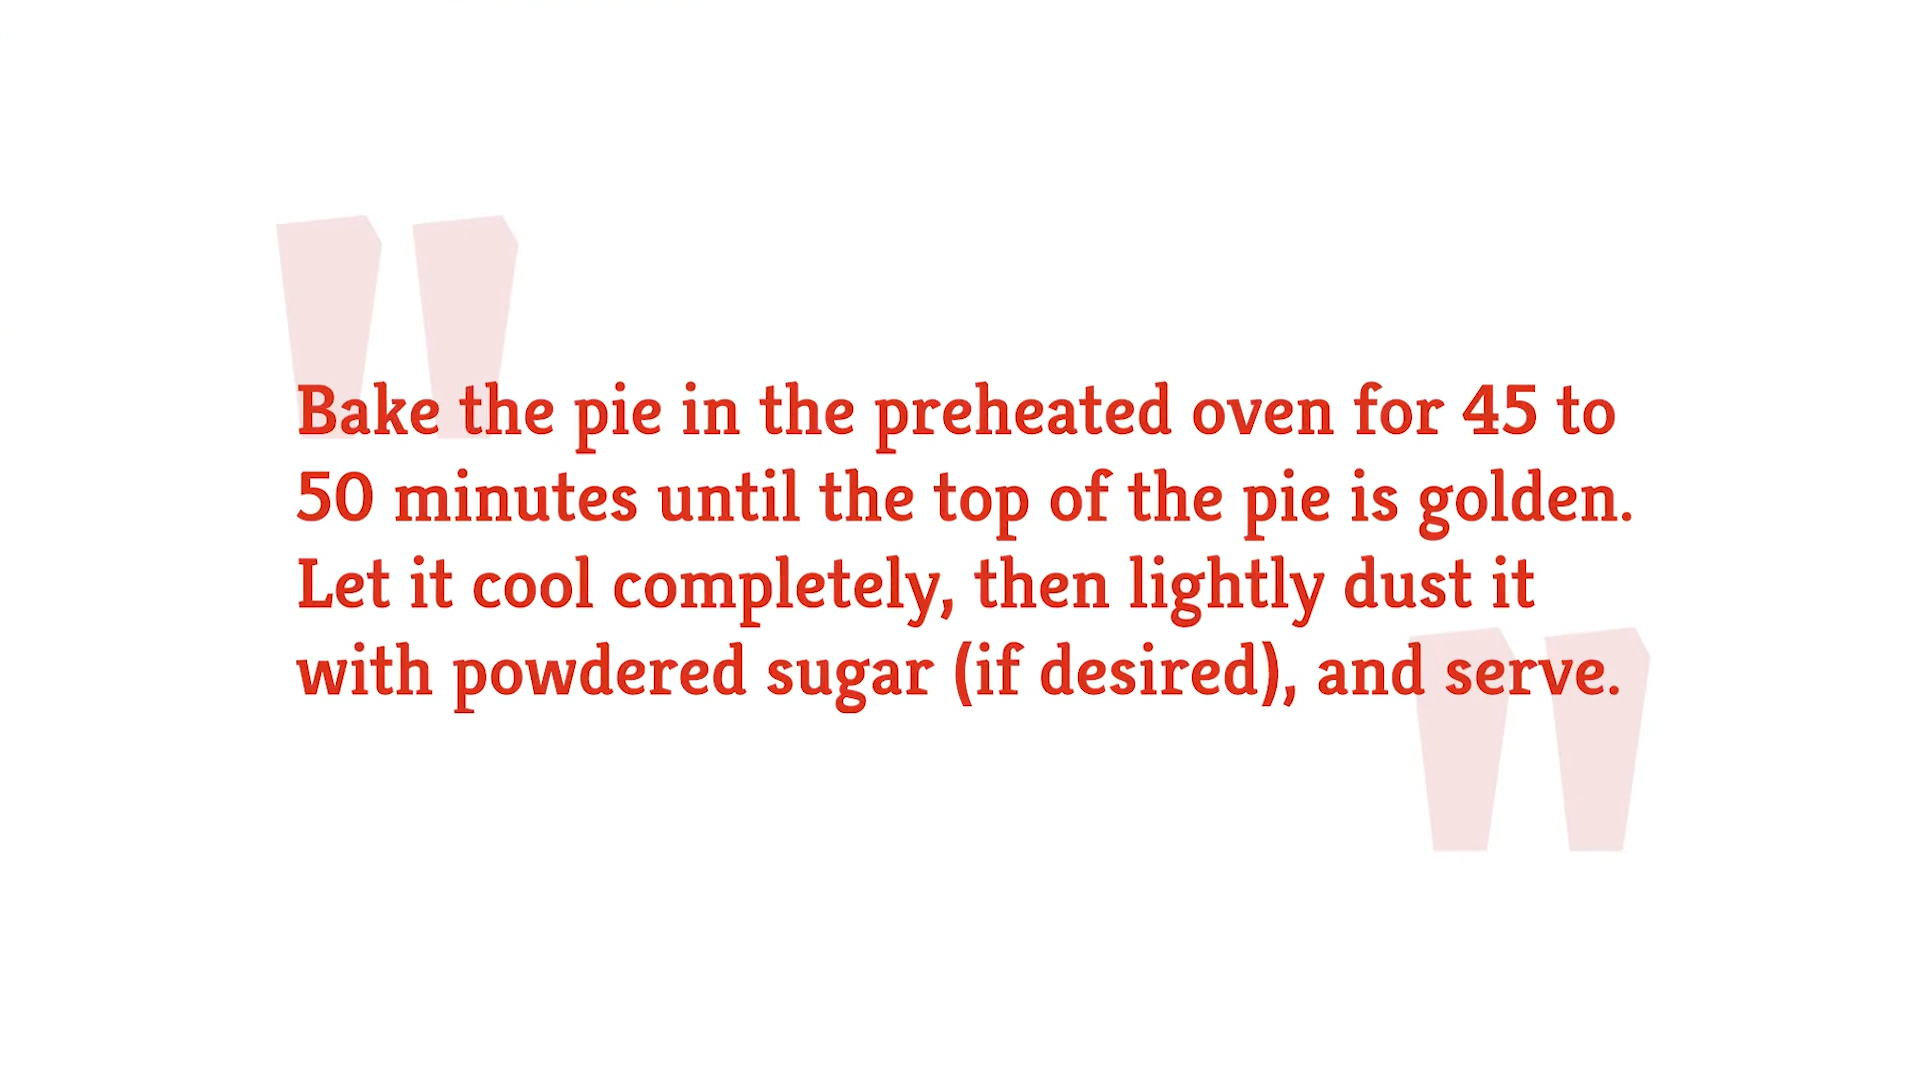 Bake the pie in the preheated oven for 45 to
50 minutes until the top of the pie is golden.
Let it cool completely, then lightly dust it
with powdered sugar (if desired), and serve.